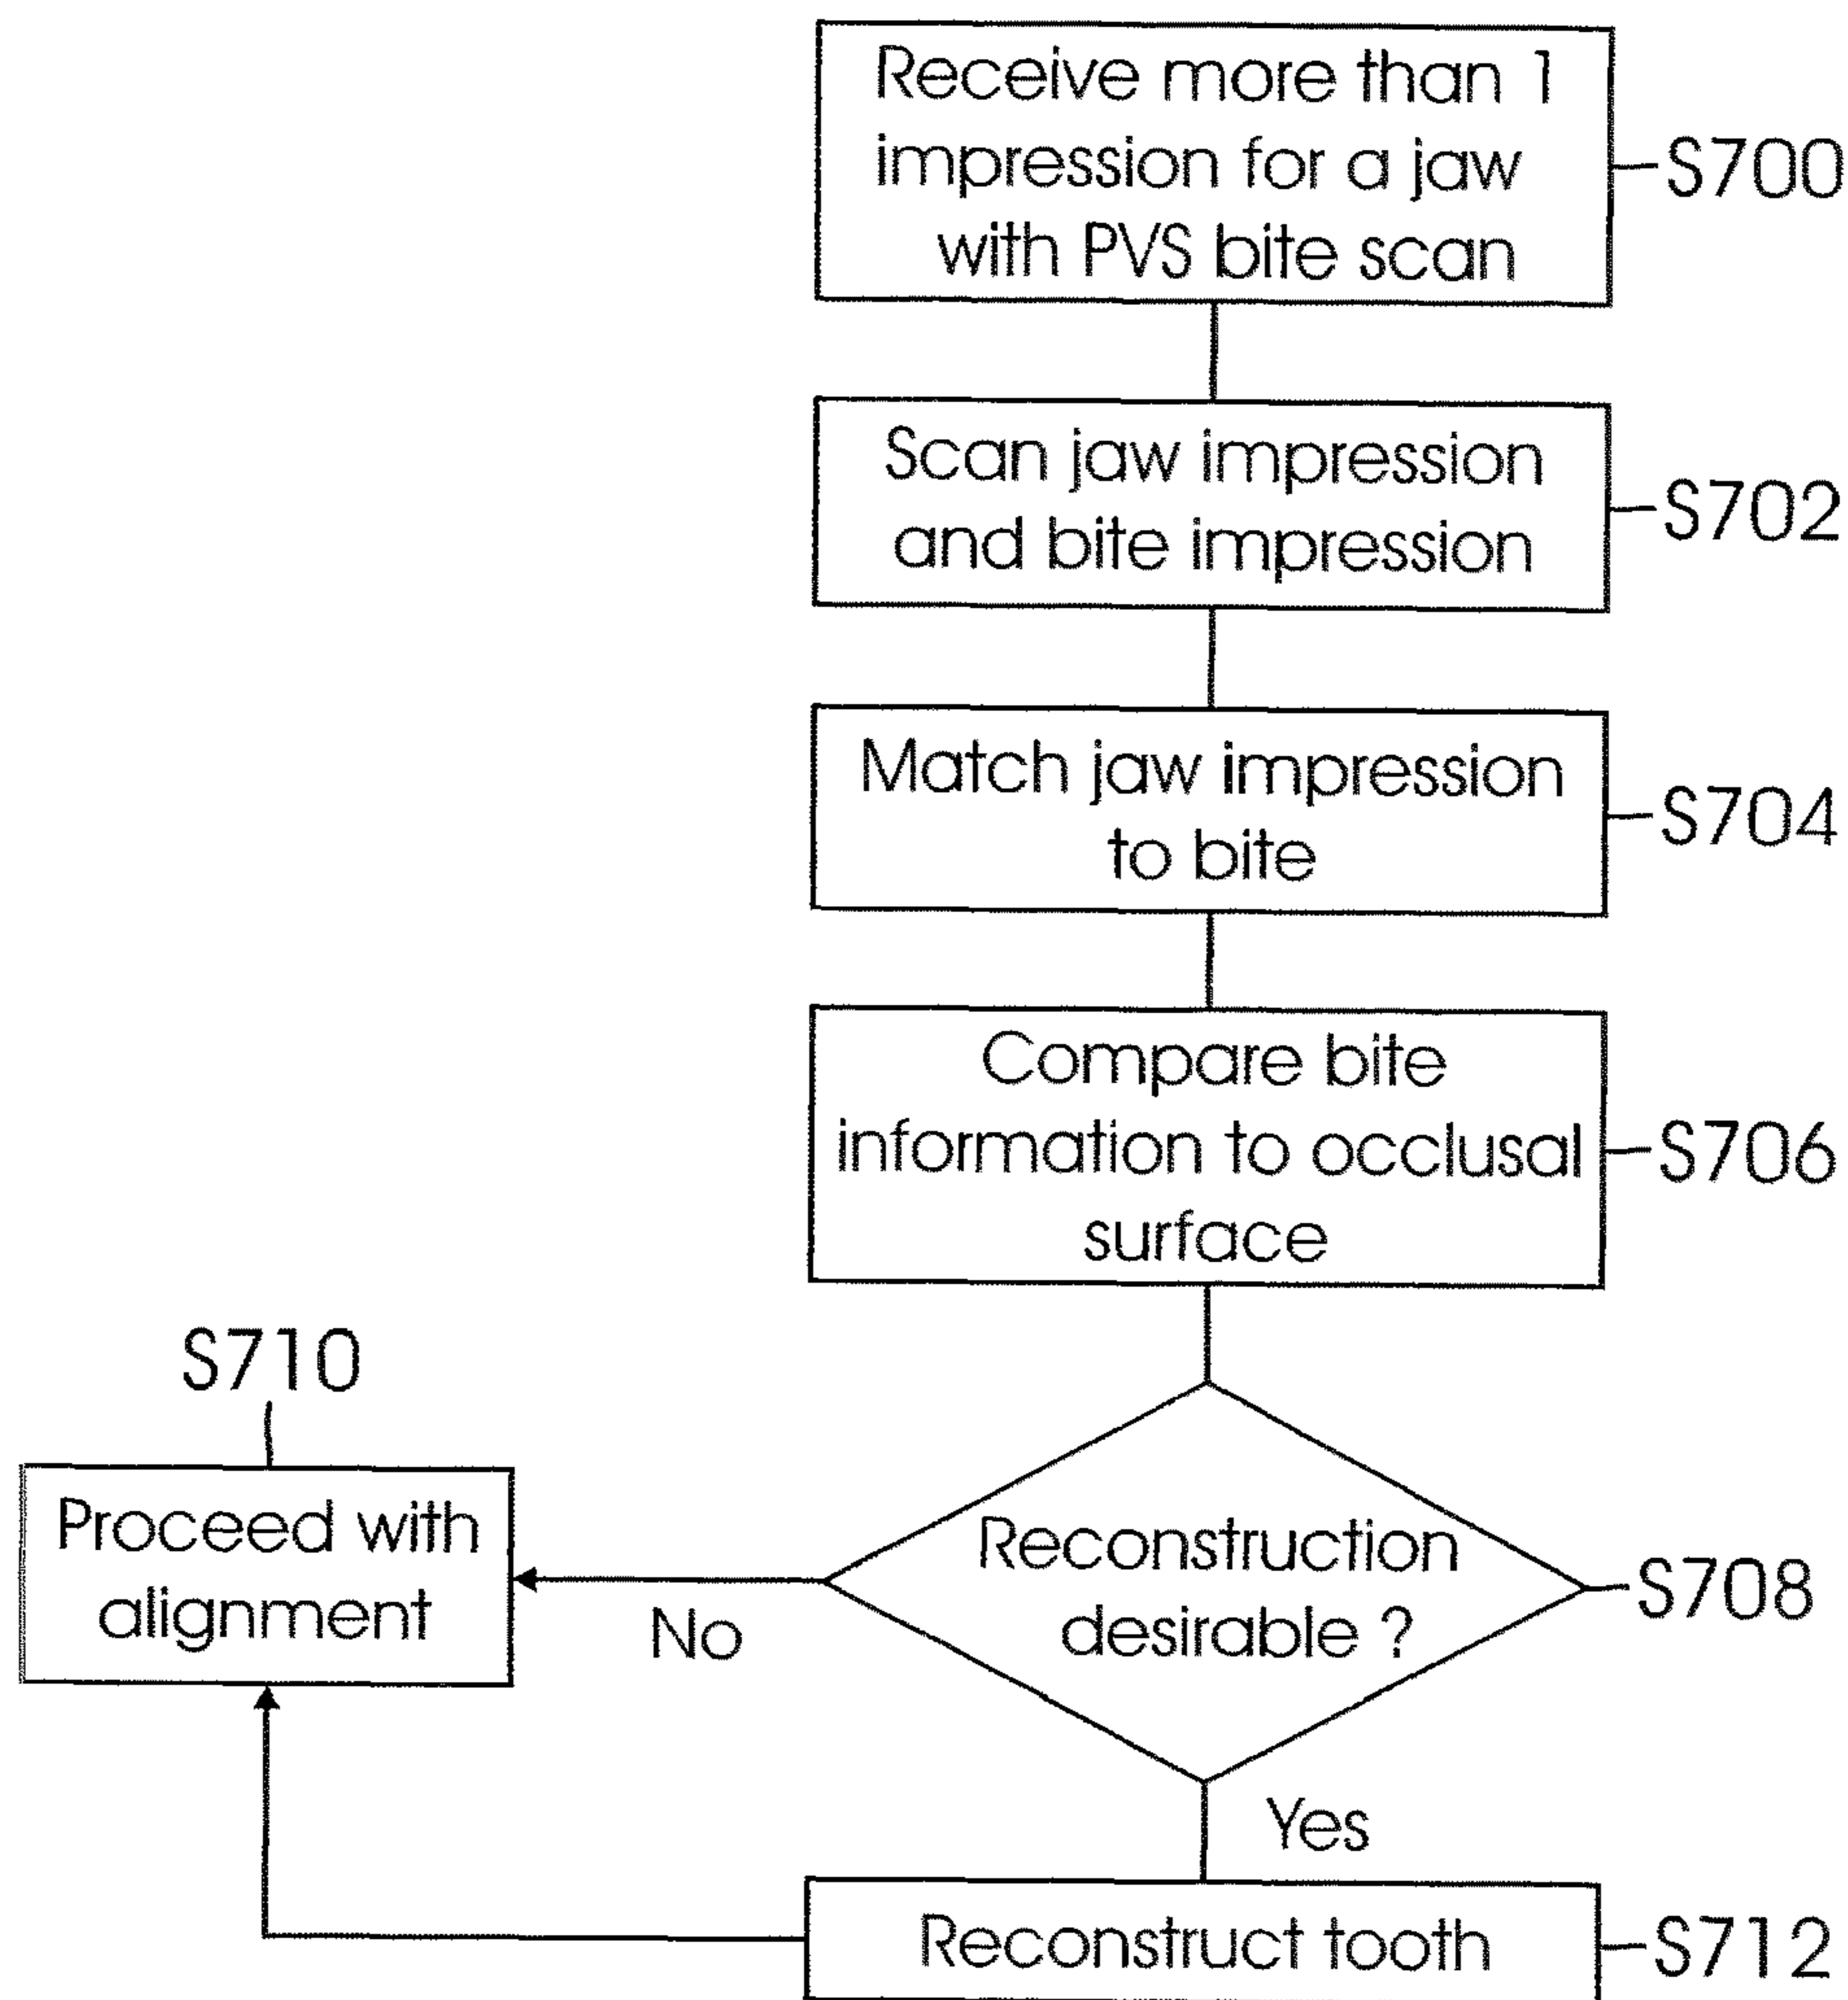 Receive more than 1
impression for a jaw
with PVS bite scan
S700
Scan jaw impression
and bite impression
S702
Match jaw impression
to bite
S704
Compare bite
information to occlusal
surface
S706
Reconstruction
desirable ?
S708
No
S710
Proceed with
alignment
Yes
Reconstruct tooth
S712